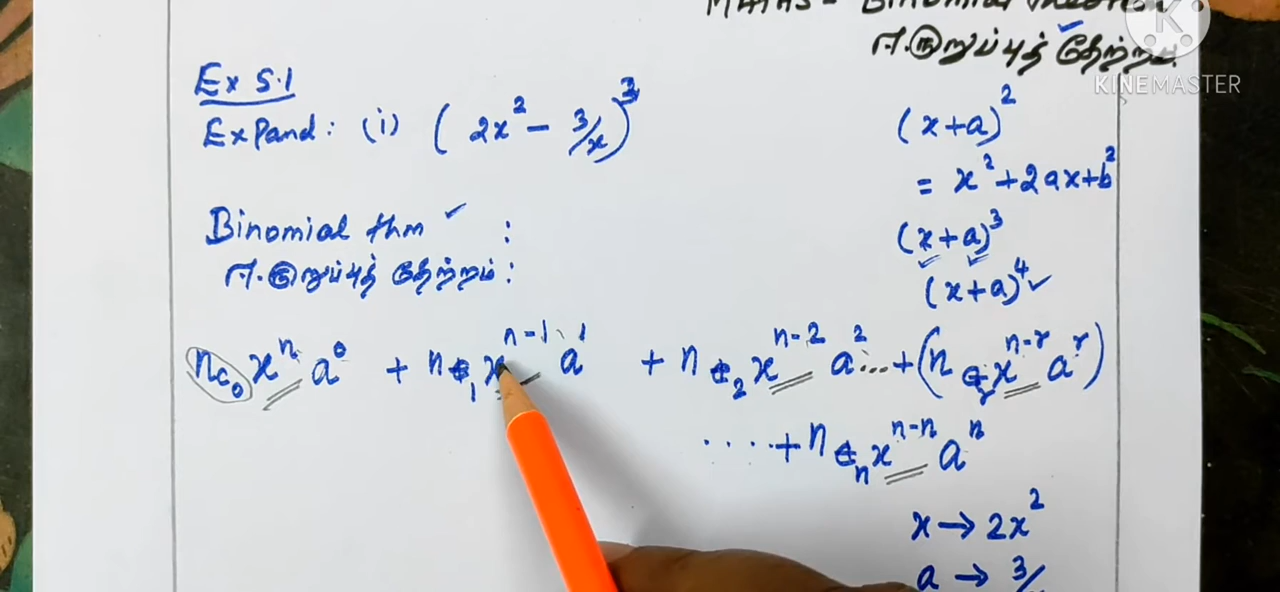 MATHS - Binomial Theorem
ஈருறுப்புத் தேற்றம்
KINEMASTER
Ex 5.1
Expand: (i) (2x² - 3/x)³
(x+a)²
= x² + 2ax + b²
Binomial thm ✓ :
ஈருறுப்புத் தேற்றம் :
(x+a)³
(x+a)⁴ ✓
nC₀ xⁿ a⁰ + nC₁ xⁿ⁻¹ a¹ + nC₂ xⁿ⁻² a² ... + (nCᵣ xⁿ⁻ʳ aʳ)
.... + nCₙ xⁿ⁻ⁿ aⁿ
x → 2x²
a → 3/